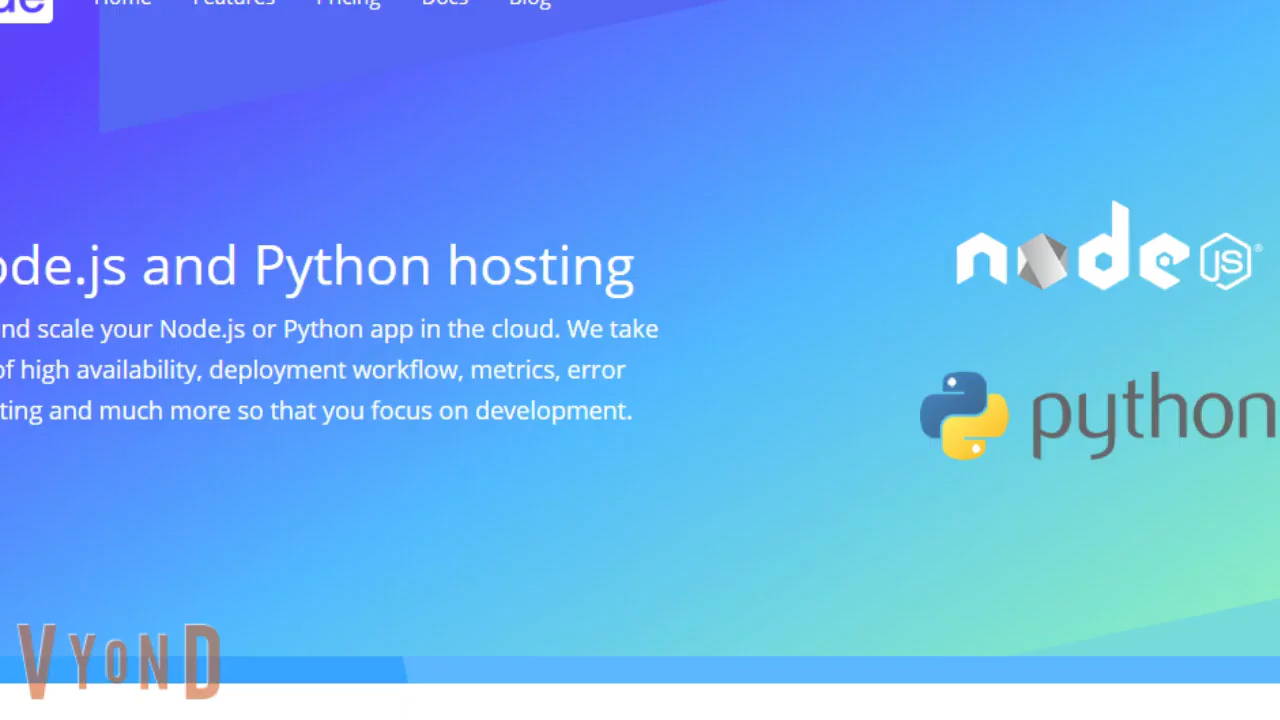 de Home Features Pricing Docs Blog
ode.js and Python hosting
nd scale your Node.js or Python app in the cloud. We take
of high availability, deployment workflow, metrics, error
ting and much more so that you focus on development.
node JS ®
python
VYOND